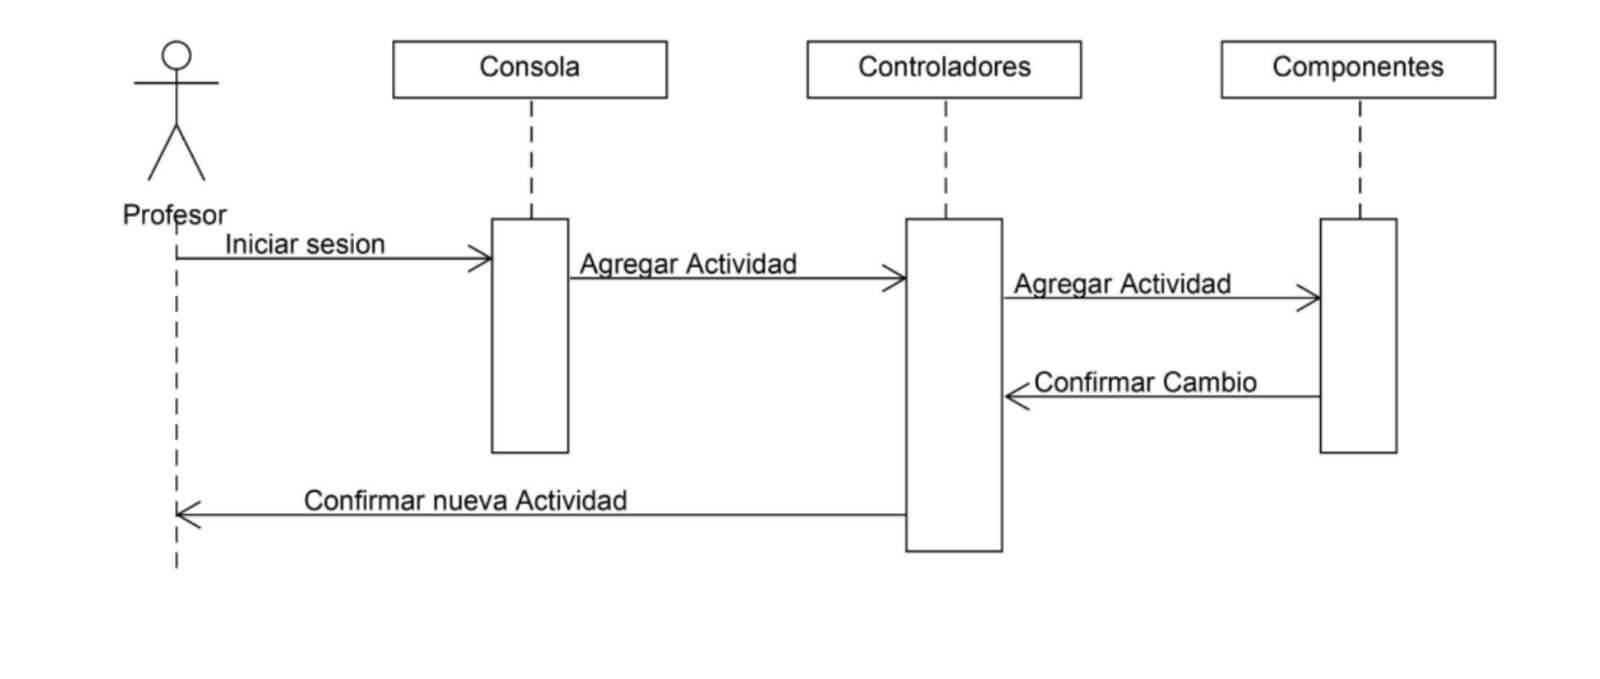 Consola
Controladores
Componentes
Profesor
Iniciar sesion
Agregar Actividad
Agregar Actividad
Confirmar Cambio
Confirmar nueva Actividad